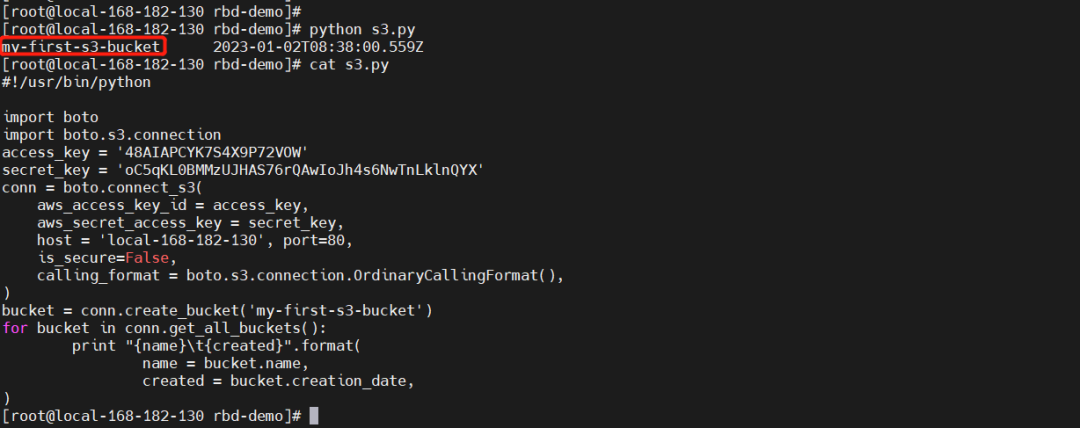 [root@local-168-182-130 rbd-demo]#
[root@local-168-182-130 rbd-demo]# python s3.py
my-first-s3-bucket      2023-01-02T08:38:00.559Z
[root@local-168-182-130 rbd-demo]# cat s3.py
#!/usr/bin/python

import boto
import boto.s3.connection
access_key = '48AIAPCYK7S4X9P72VOW'
secret_key = 'oC5qKL0BMMzUJHAS76rQAwIoJh4s6NwTnLklnQYX'
conn = boto.connect_s3(
    aws_access_key_id = access_key,
    aws_secret_access_key = secret_key,
    host = 'local-168-182-130', port=80,
    is_secure=False,
    calling_format = boto.s3.connection.OrdinaryCallingFormat(),
)
bucket = conn.create_bucket('my-first-s3-bucket')
for bucket in conn.get_all_buckets():
        print "{name}\t{created}".format(
                name = bucket.name,
                created = bucket.creation_date,
)
[root@local-168-182-130 rbd-demo]#